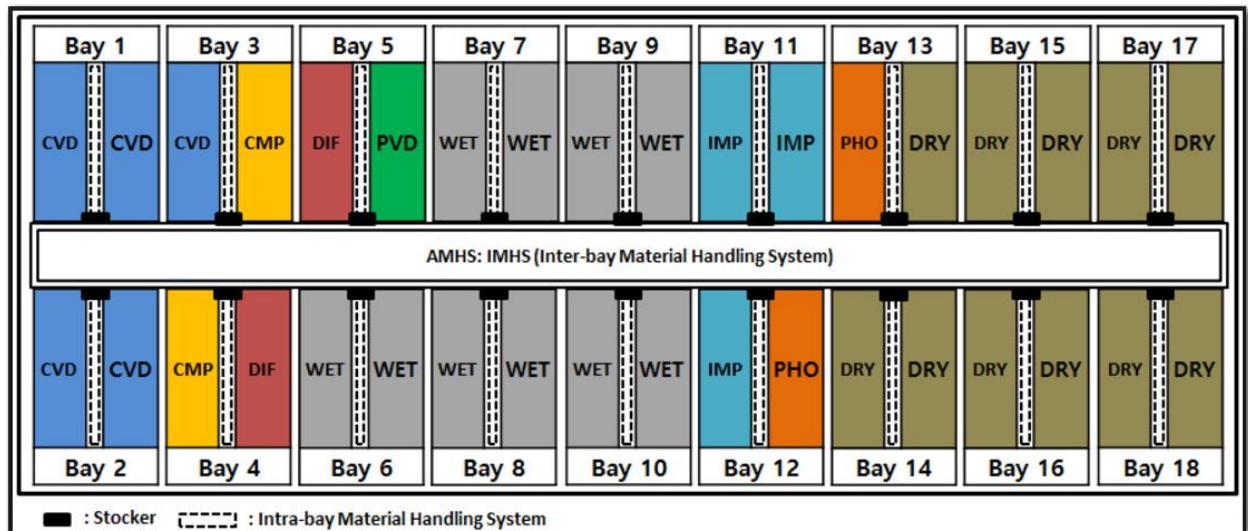 Bay 1 Bay 3 Bay 5 Bay 7 Bay 9 Bay 11 Bay 13 Bay 15 Bay 17
CVD CVD CVD CMP DIF PVD WET WET WET WET IMP IMP PHO DRY DRY DRY DRY DRY
AMHS: IMHS (Inter-bay Material Handling System)
CVD CVD CMP DIF WET WET WET WET WET WET IMP PHO DRY DRY DRY DRY DRY DRY
Bay 2 Bay 4 Bay 6 Bay 8 Bay 10 Bay 12 Bay 14 Bay 16 Bay 18
: Stocker : Intra-bay Material Handling System